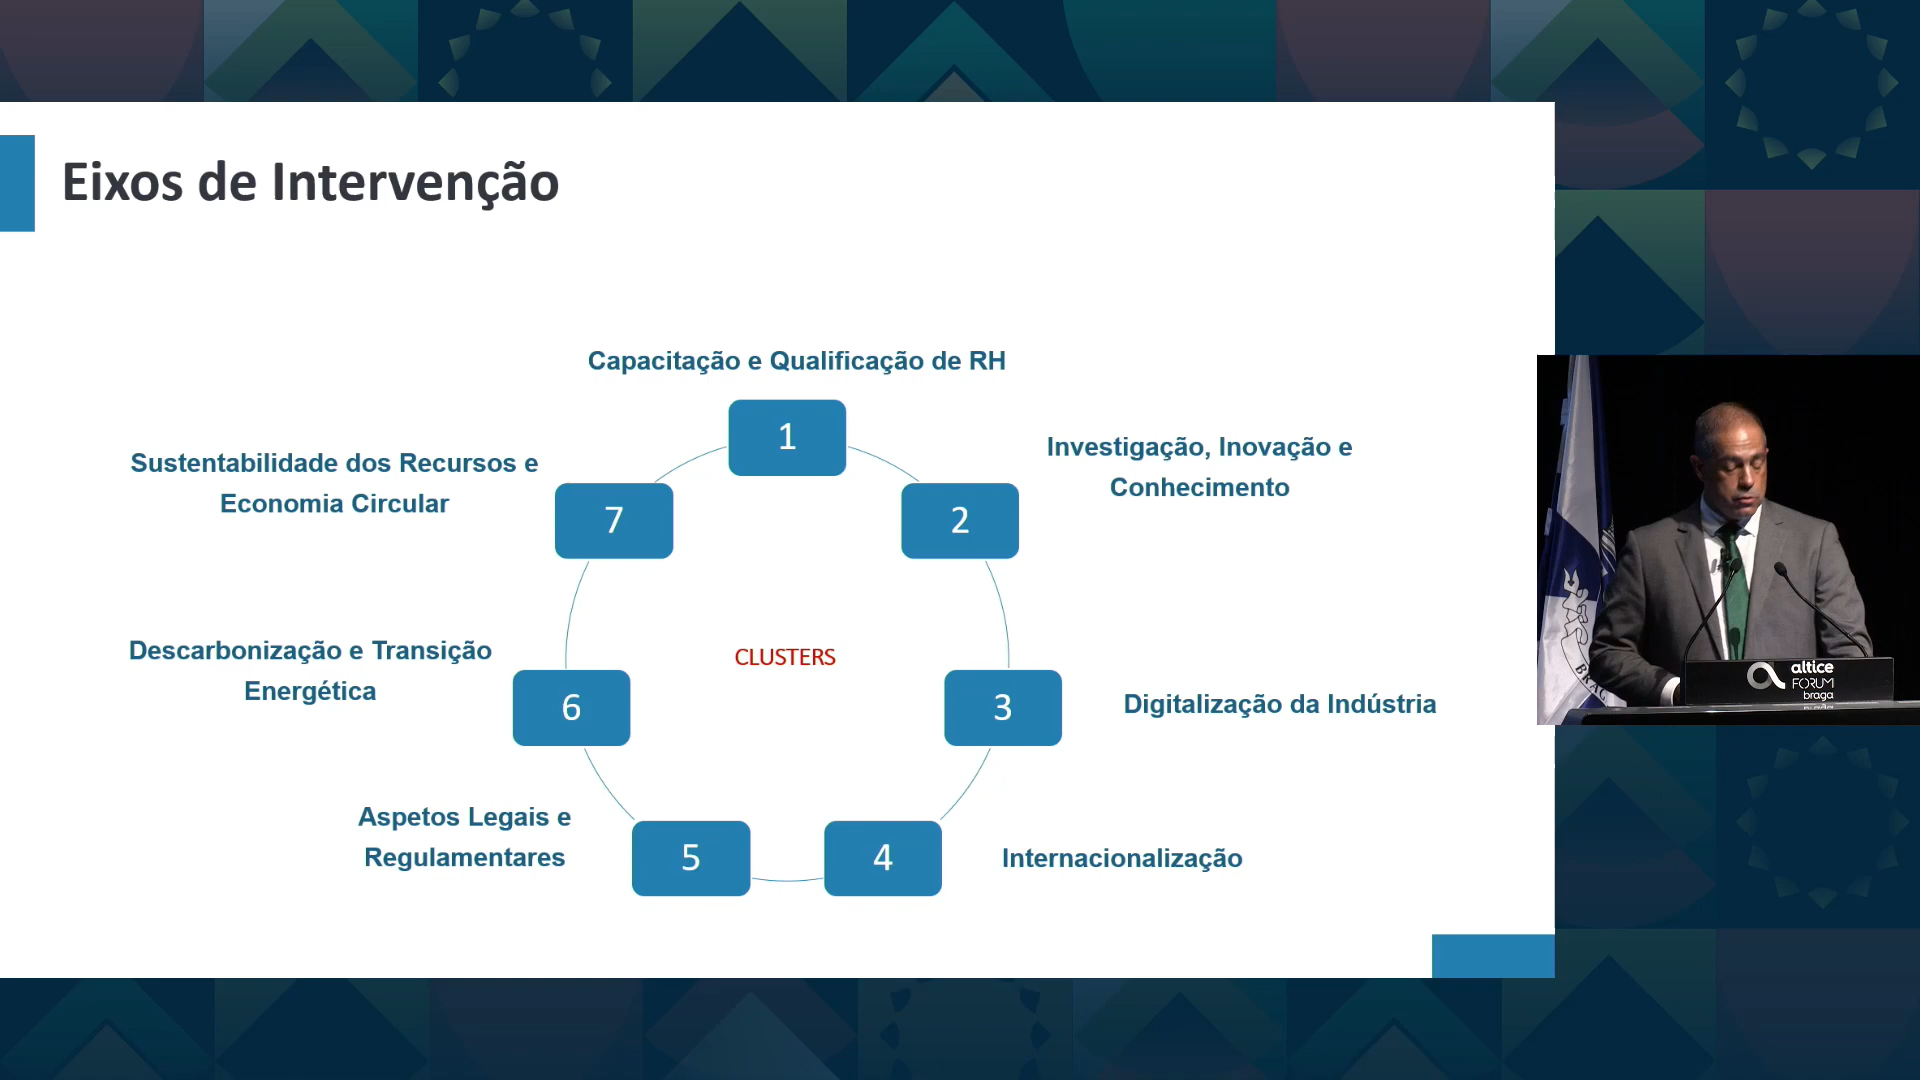 Eixos de Intervenção
Capacitação e Qualificação de RH
1
Investigação, Inovação e
Conhecimento
2
Digitalização da Indústria
3
Internacionalização
4
Aspetos Legais e
Regulamentares
5
Descarbonização e Transição
Energética
6
Sustentabilidade dos Recursos e
Economia Circular
7
CLUSTERS
altice
FORUM
braga